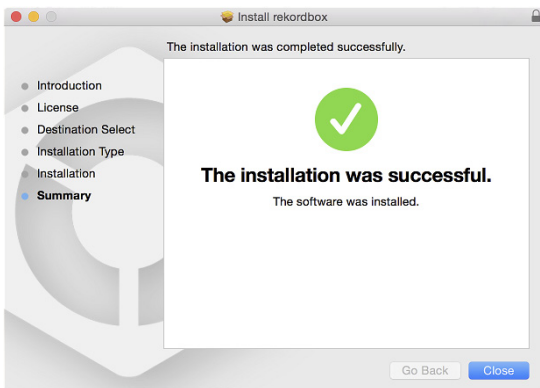 Install rekordbox
The installation was completed successfully.
Introduction
License
Destination Select
Installation Type
Installation
Summary
The installation was successful.
The software was installed.
Go Back
Close